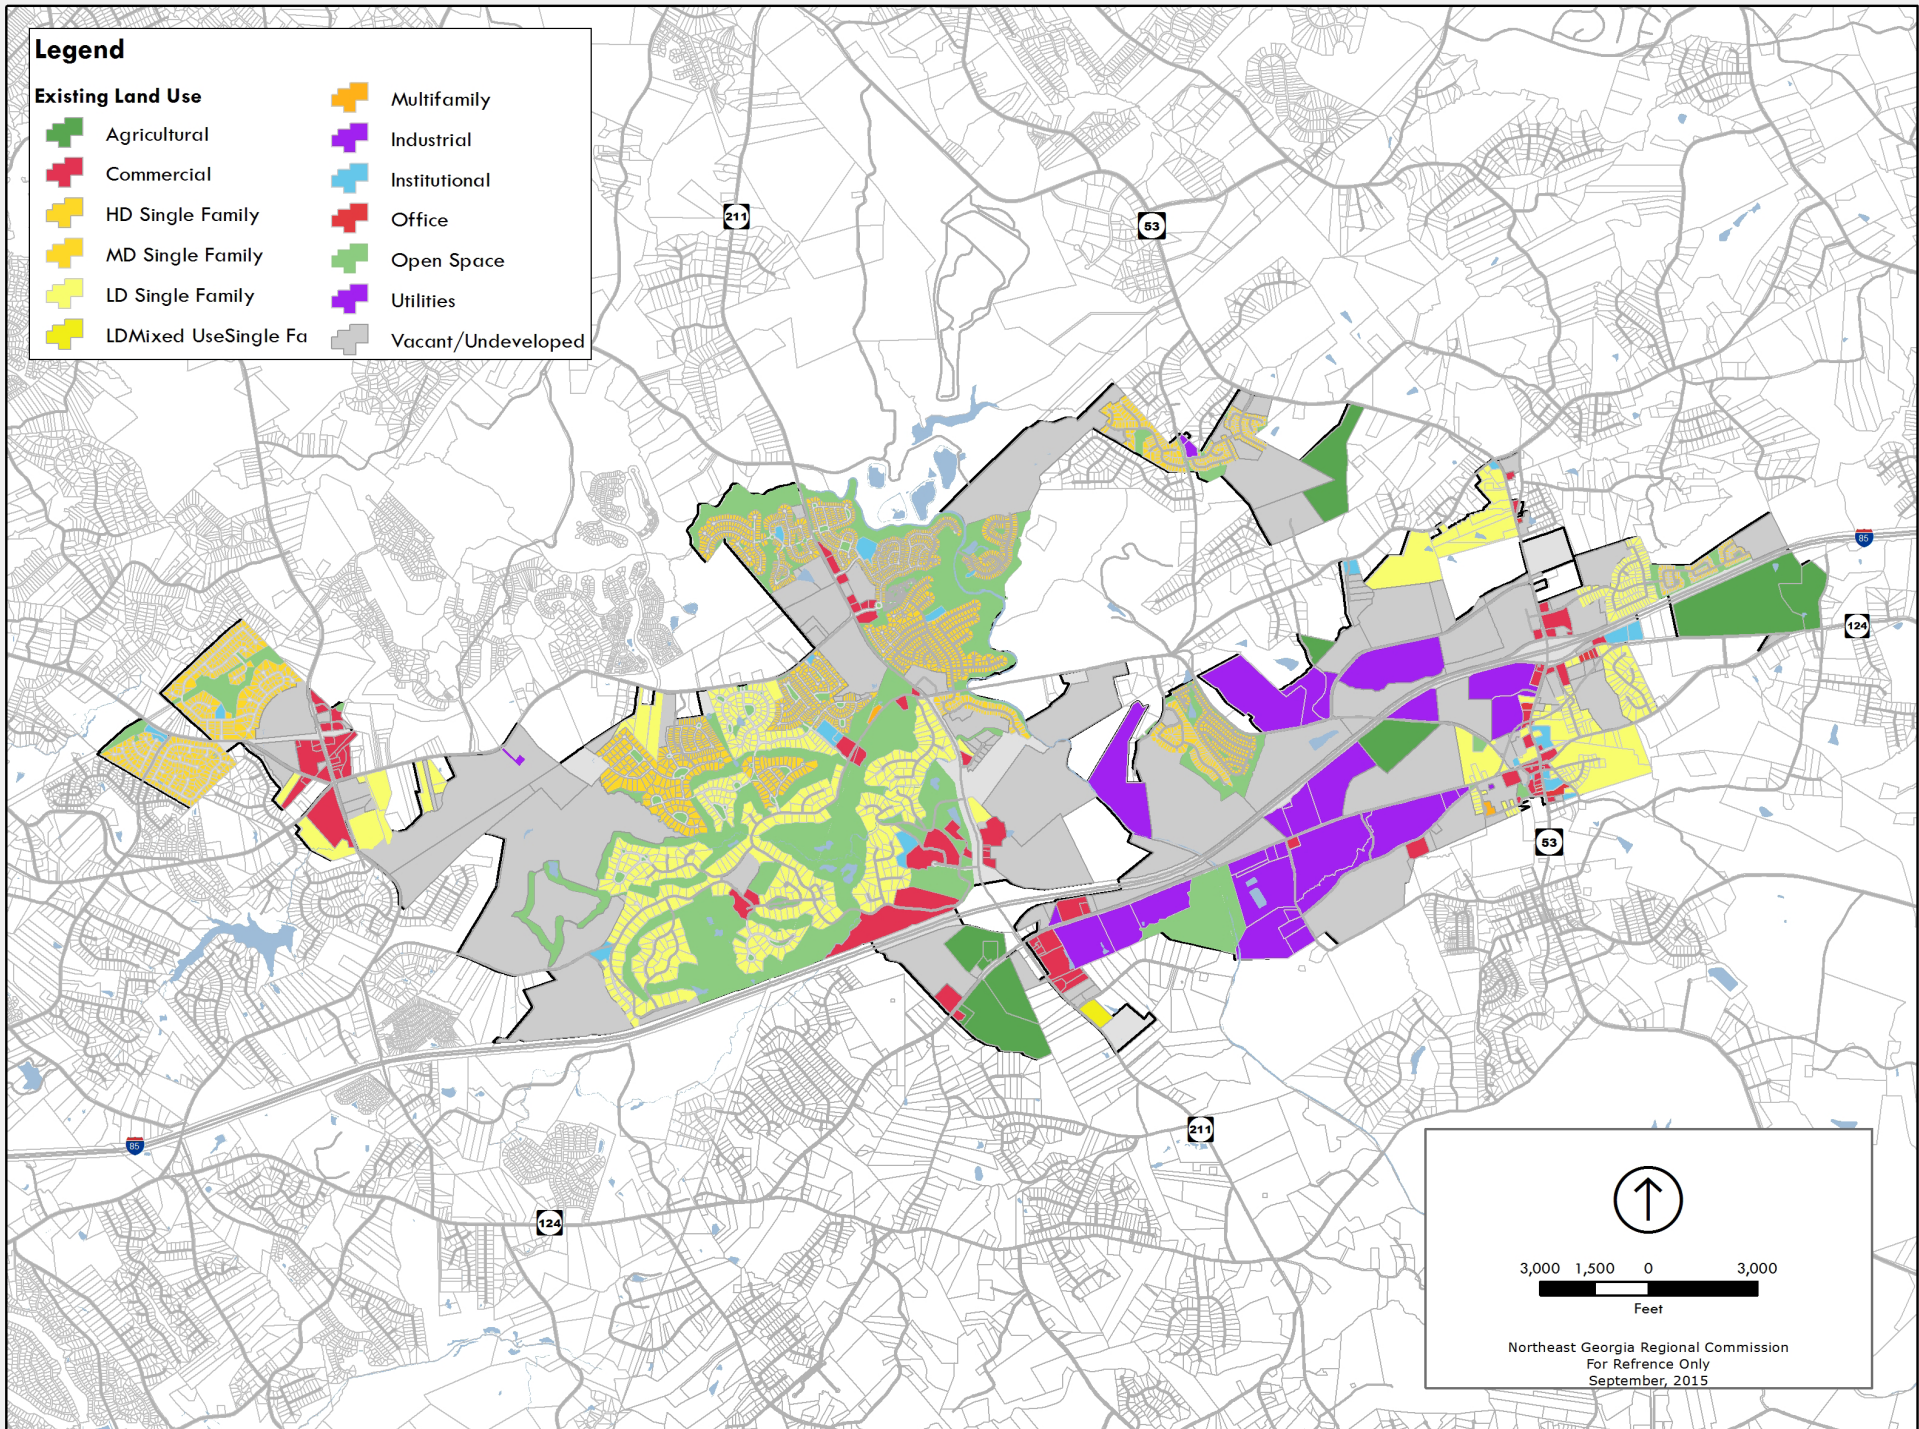 Legend
Existing Land Use
Agricultural
Commercial
HD Single Family
MD Single Family
LD Single Family
LDMixed UseSingle Fa
Multifamily
Industrial
Institutional
Office
Open Space
Utilities
Vacant/Undeveloped
211
53
85
124
53
211
85
124
3,000 1,500 0 3,000
Feet
Northeast Georgia Regional Commission
For Refrence Only
September, 2015